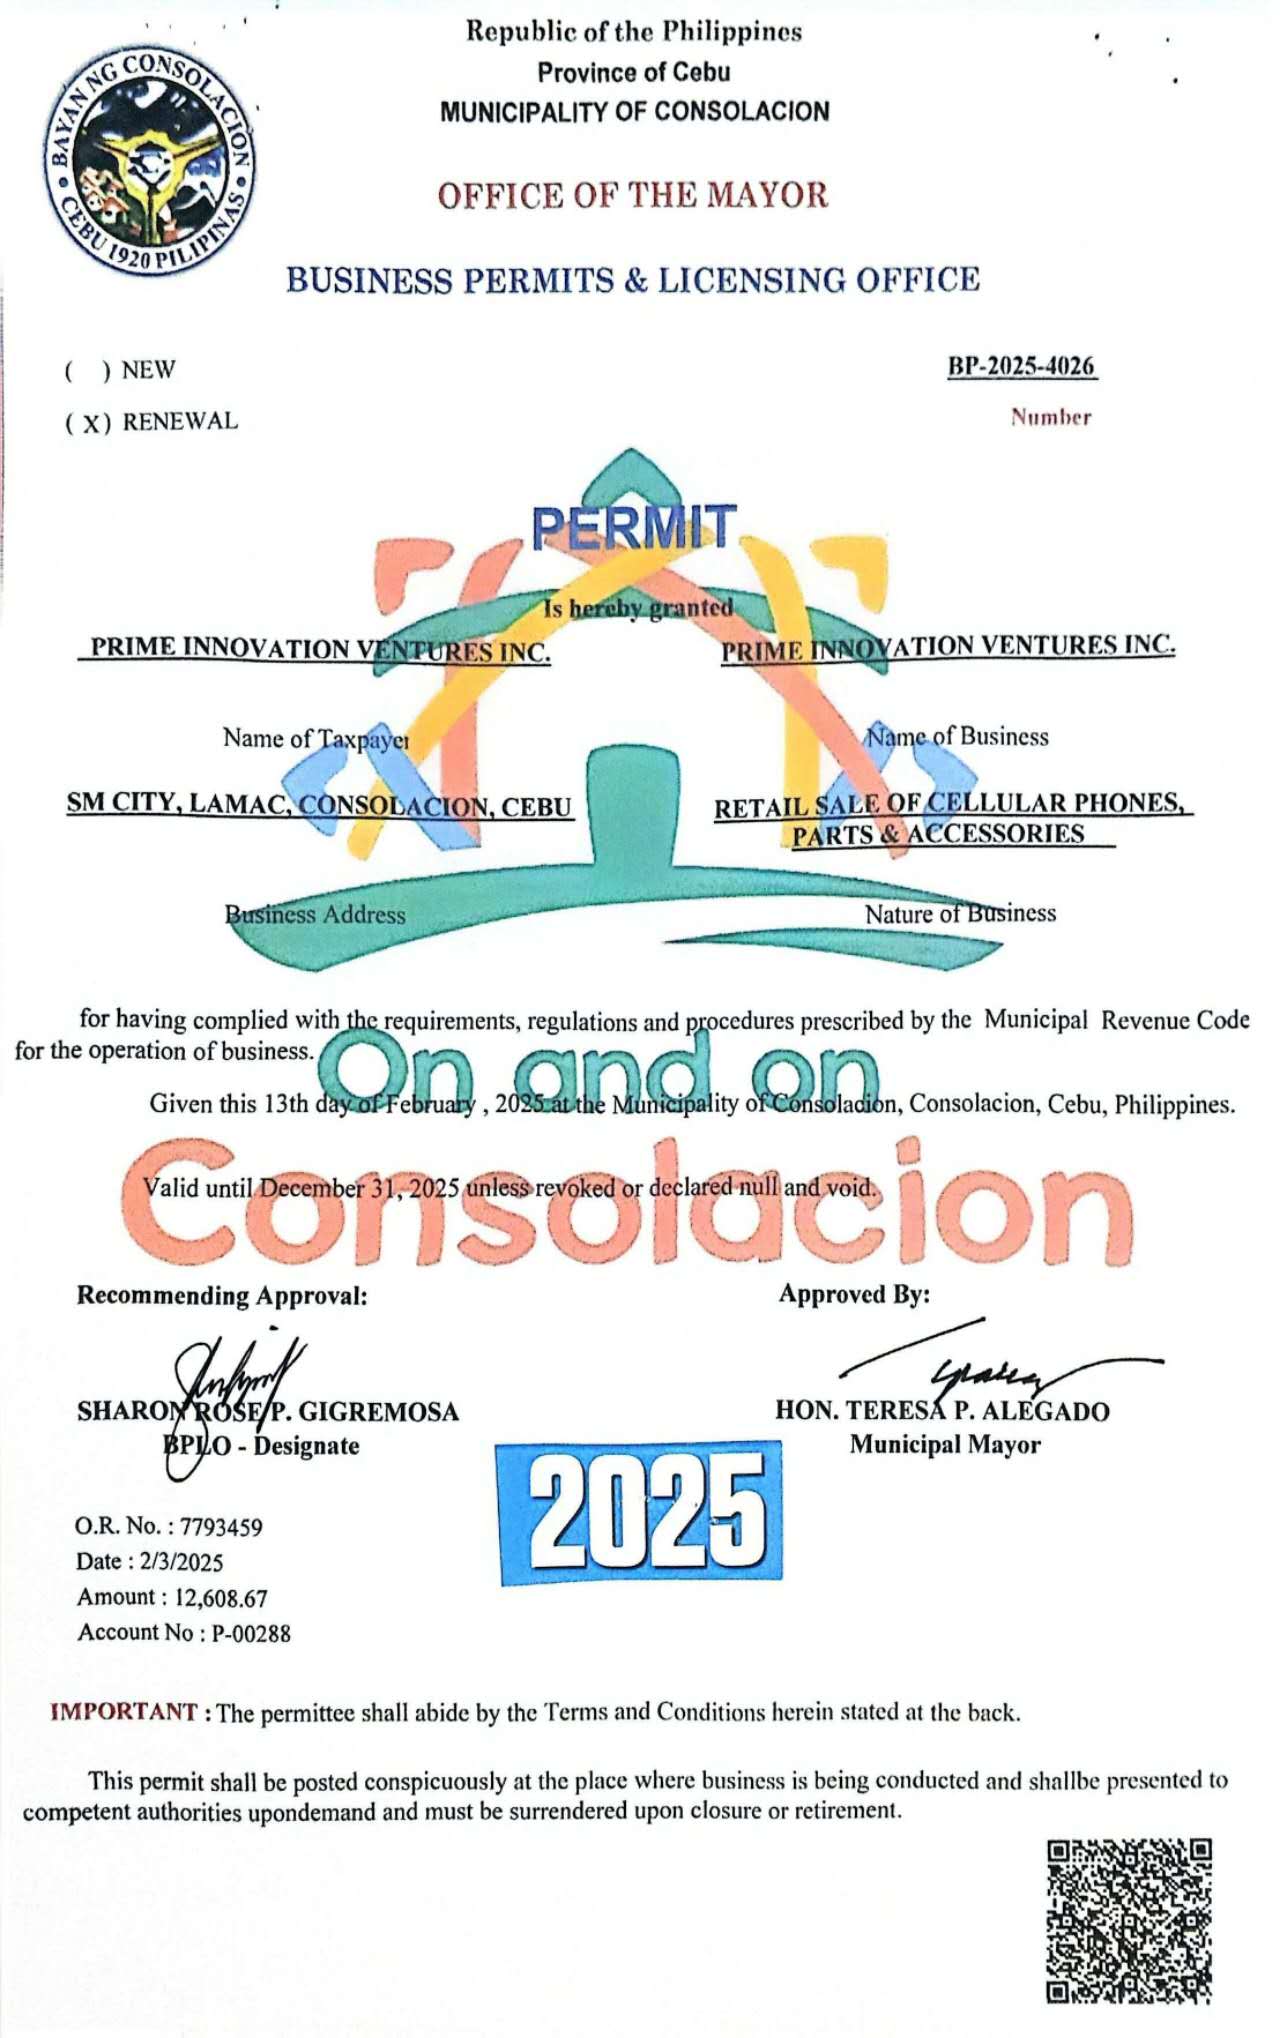 Republic of the Philippines
Province of Cebu
MUNICIPALITY OF CONSOLACION
BAYAN NG CONSOLACION
CEBU 1920 PILIPINAS
OFFICE OF THE MAYOR
BUSINESS PERMITS & LICENSING OFFICE
( ) NEW
BP-2025-4026
( X ) RENEWAL
Number
PERMIT
Is hereby granted
PRIME INNOVATION VENTURES INC.
PRIME INNOVATION VENTURES INC.
Name of Taxpayer
Name of Business
SM CITY, LAMAC, CONSOLACION, CEBU
RETAIL SALE OF CELLULAR PHONES,
PARTS & ACCESSORIES
Business Address
Nature of Business
for having complied with the requirements, regulations and procedures prescribed by the Municipal Revenue Code
for the operation of business.
On and on
Given this 13th day of February , 2025 at the Municipality of Consolacion, Consolacion, Cebu, Philippines.
Consolacion
Valid until December 31, 2025 unless revoked or declared null and void.
Recommending Approval:
Approved By:
SHARON ROSE P. GIGREMOSA
HON. TERESA P. ALEGADO
BPLO - Designate
Municipal Mayor
2025
O.R. No. : 7793459
Date : 2/3/2025
Amount : 12,608.67
Account No : P-00288
IMPORTANT : The permittee shall abide by the Terms and Conditions herein stated at the back.
This permit shall be posted conspicuously at the place where business is being conducted and shallbe presented to
competent authorities upondemand and must be surrendered upon closure or retirement.